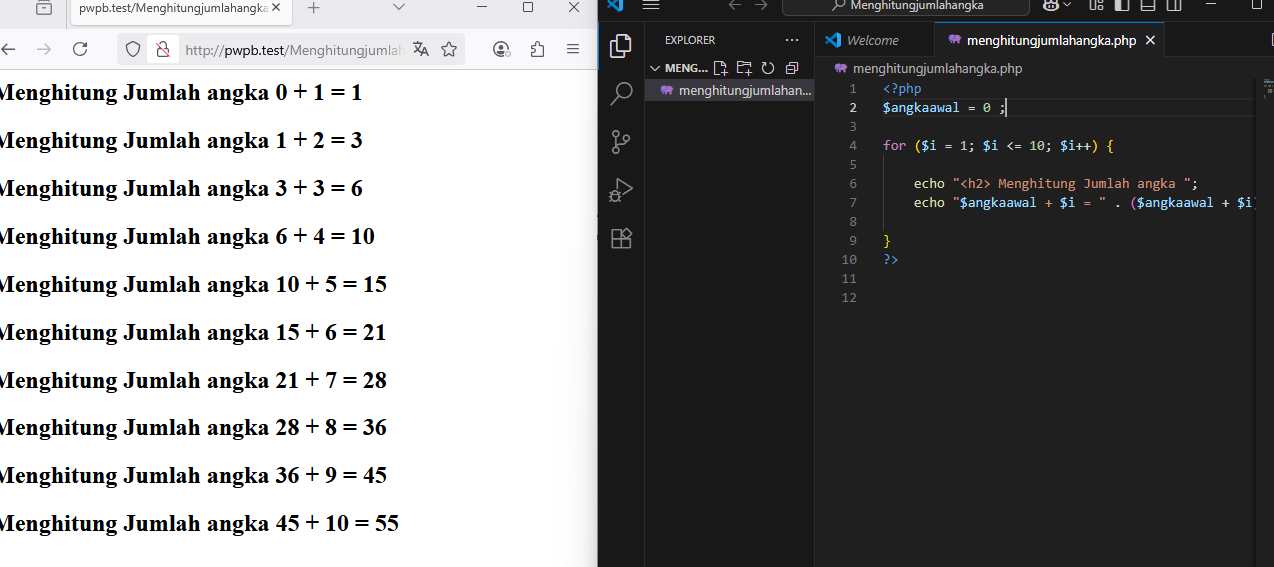 pwpb.test/Menghitungjumlahangka
http://pwpb.test/Menghitungjumlah
Menghitung Jumlah angka 0 + 1 = 1
Menghitung Jumlah angka 1 + 2 = 3
Menghitung Jumlah angka 3 + 3 = 6
Menghitung Jumlah angka 6 + 4 = 10
Menghitung Jumlah angka 10 + 5 = 15
Menghitung Jumlah angka 15 + 6 = 21
Menghitung Jumlah angka 21 + 7 = 28
Menghitung Jumlah angka 28 + 8 = 36
Menghitung Jumlah angka 36 + 9 = 45
Menghitung Jumlah angka 45 + 10 = 55
Menghitungjumlahangka
EXPLORER
MENG...
menghitungjumlahan...
Welcome
menghitungjumlahangka.php
menghitungjumlahangka.php
1 <?php
2 $angkaawal = 0 ;
3
4 for ($i = 1; $i <= 10; $i++) {
5
6 echo "<h2> Menghitung Jumlah angka ";
7 echo "$angkaawal + $i = " . ($angkaawal + $i
8
9 }
10 ?>
11
12